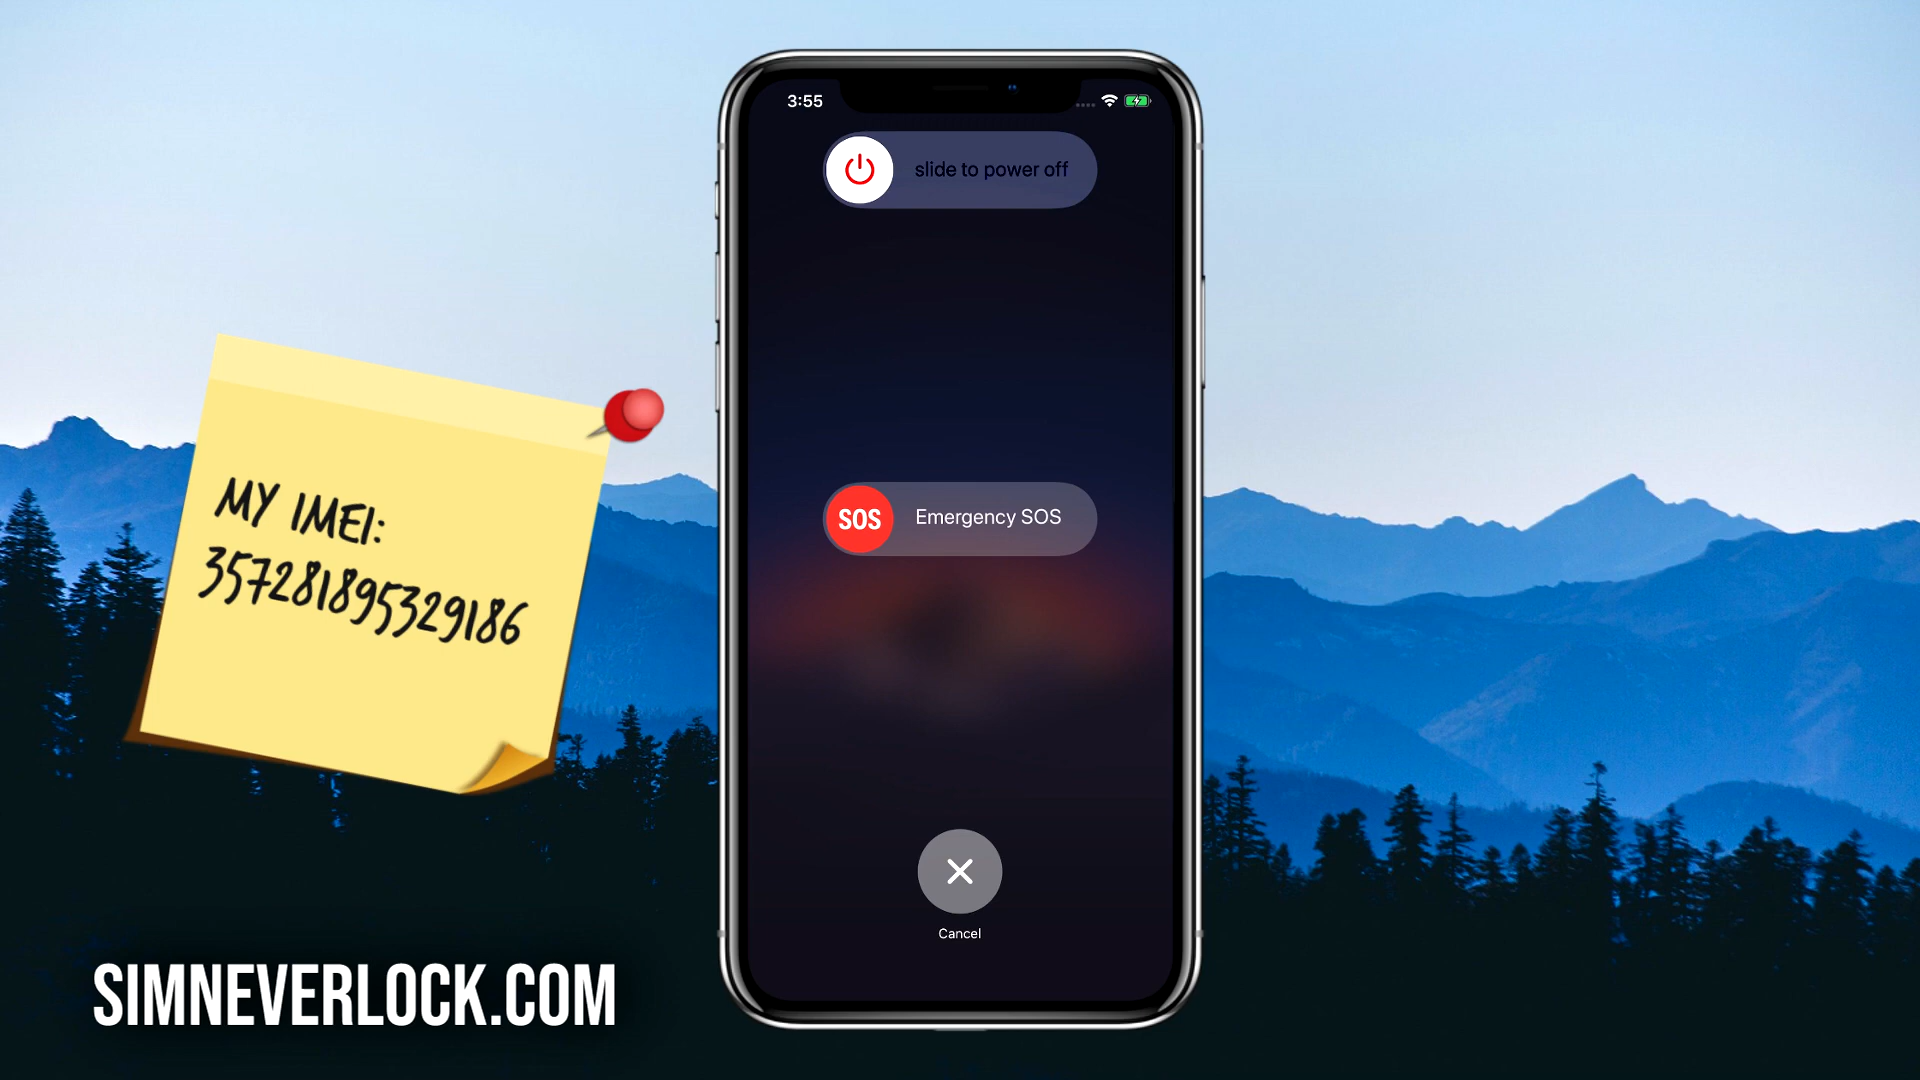 3:55
slide to power off
MY IMEI:
357281895329186
SOS Emergency SOS
Cancel
SIMNEVERLOCK.COM